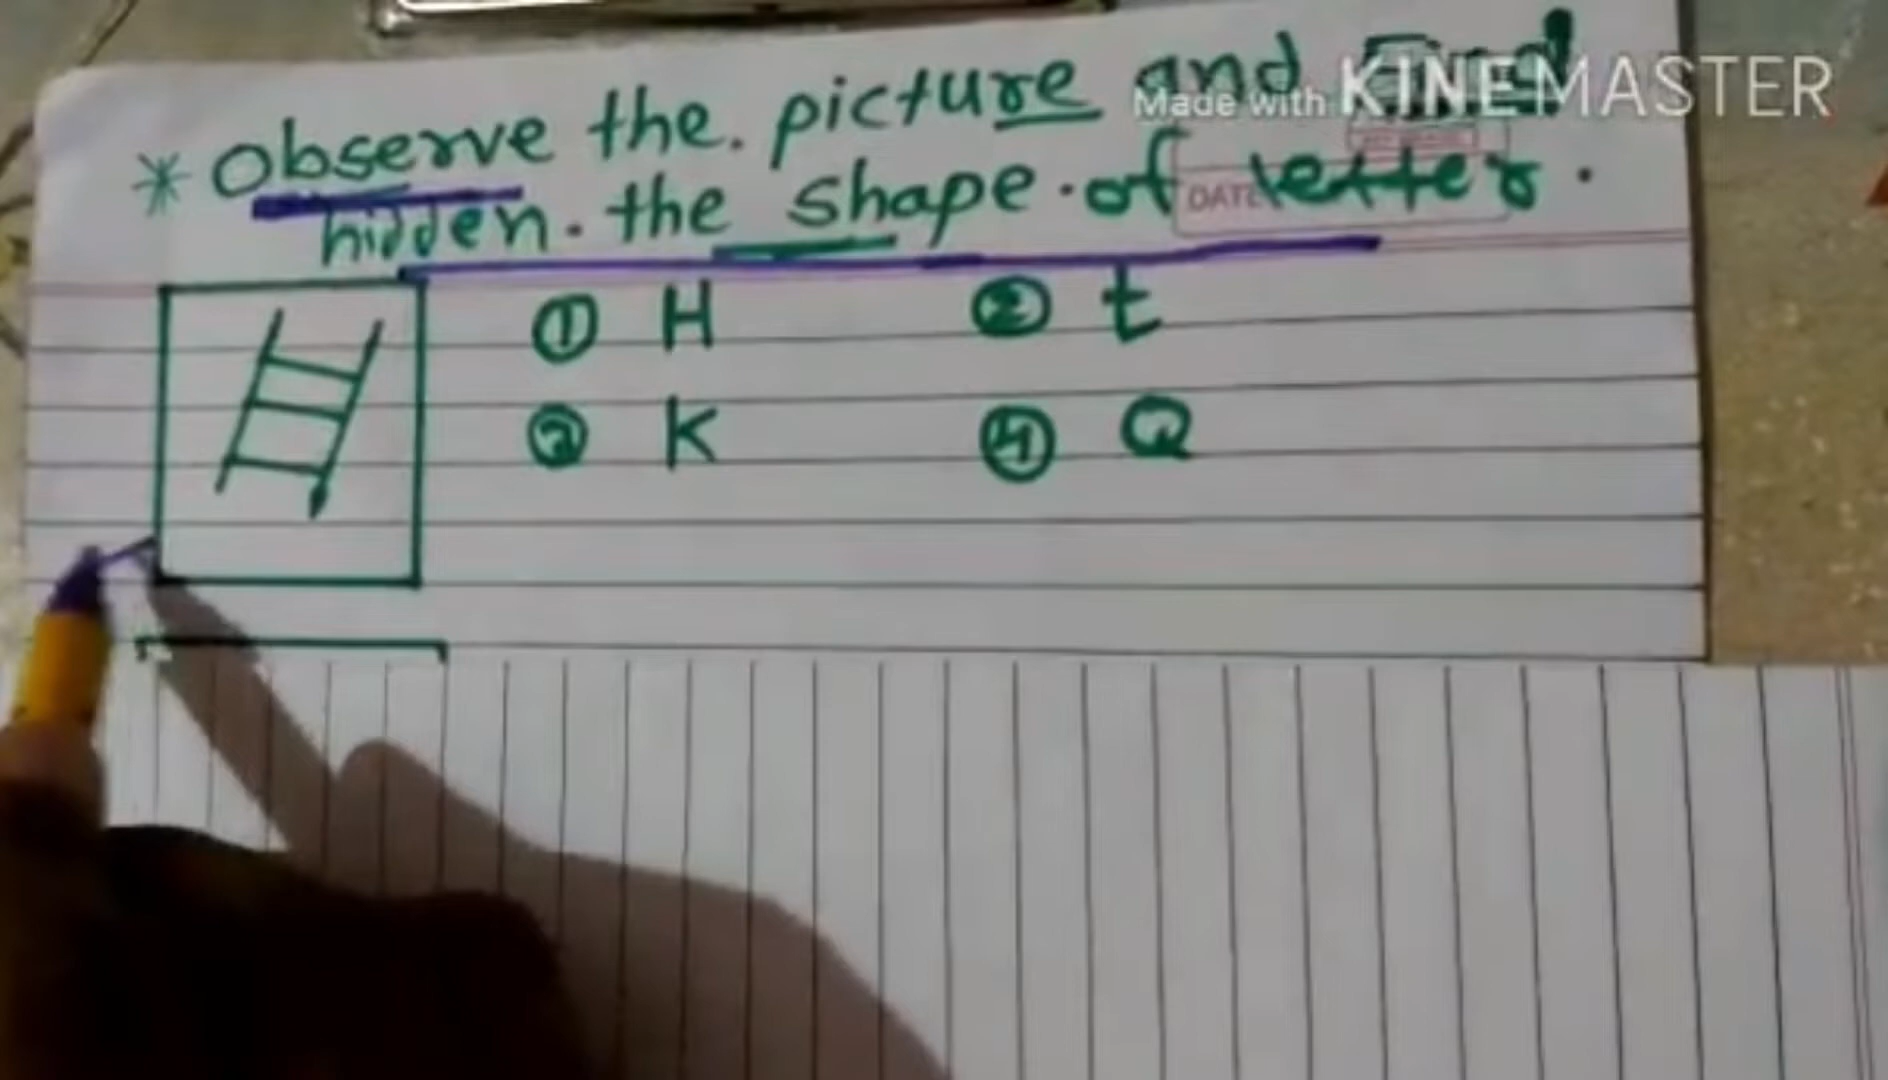 * Observe the. picture and Find
Made with KINEMASTER
hidden. the shape. of letter.
DATE
① H ② t
③ K ④ Q